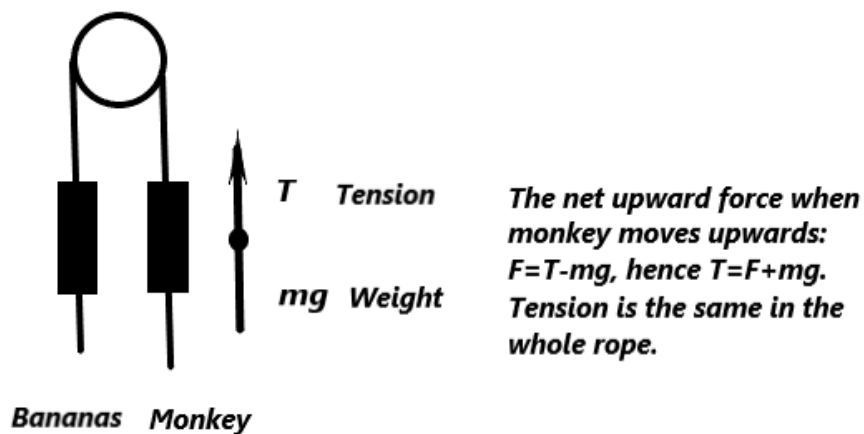 T Tension
mg Weight
The net upward force when
monkey moves upwards:
F=T-mg, hence T=F+mg.
Tension is the same in the
whole rope.
Bananas Monkey